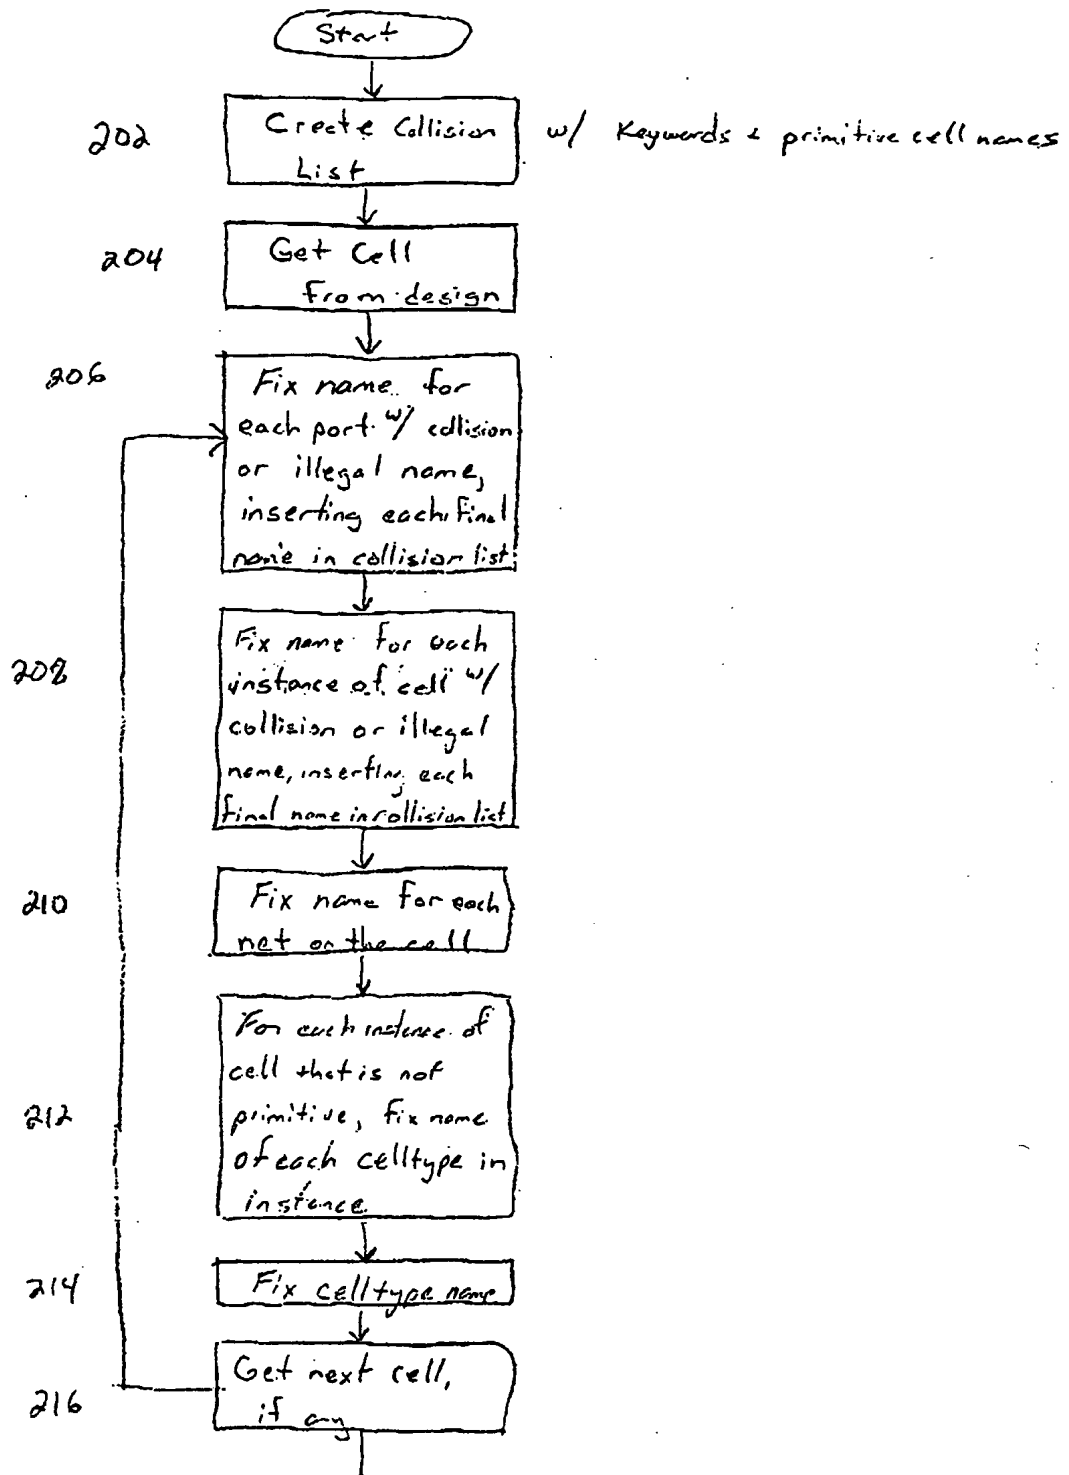 Start
202
Create Collision
List
w/ Keywords + primitive cell names
204
Get Cell
from design
206
Fix name for
each port w/ collision
or illegal name,
inserting each final
name in collision list
208
Fix name for each
instance of cell w/
collision or illegal
name, inserting each
final name in collision list
210
Fix name for each
net on the cell
212
For each instance of
cell that is not
primitive, fix name
of each celltype in
instance
214
Fix celltype name
216
Get next cell,
if any